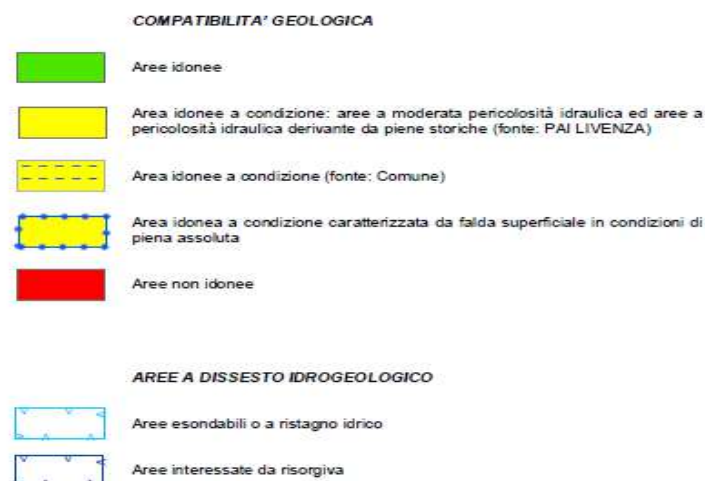 COMPATIBILITA' GEOLOGICA
Aree idonee
Area idonee a condizione: aree a moderata pericolosità idraulica ed aree a
pericolosità idraulica derivante da piene storiche (fonte: PAI LIVENZA)
Area idonee a condizione (fonte: Comune)
Area idonea a condizione caratterizzata da falda superficiale in condizioni di
piena assoluta
Aree non idonee
AREE A DISSESTO IDROGEOLOGICO
Aree esondabili o a ristagno idrico
Aree interessate da risorgiva